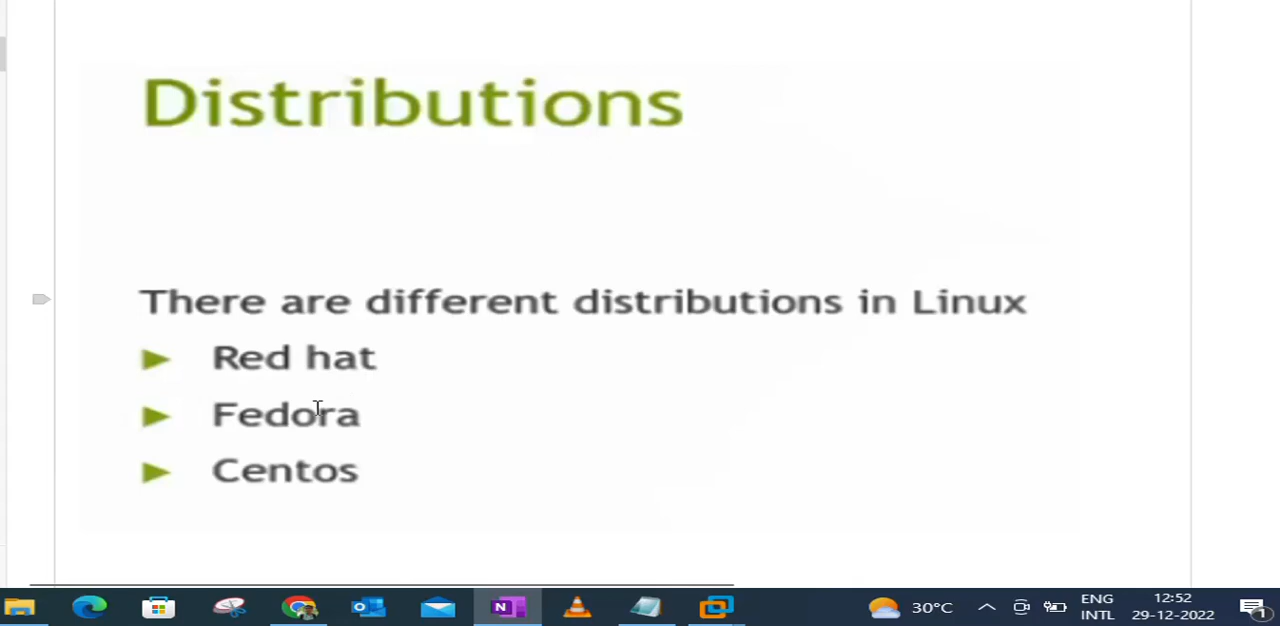 Distributions
There are different distributions in Linux
Red hat
Fedora
Centos
30°C
ENG
INTL
12:52
29-12-2022
1
N